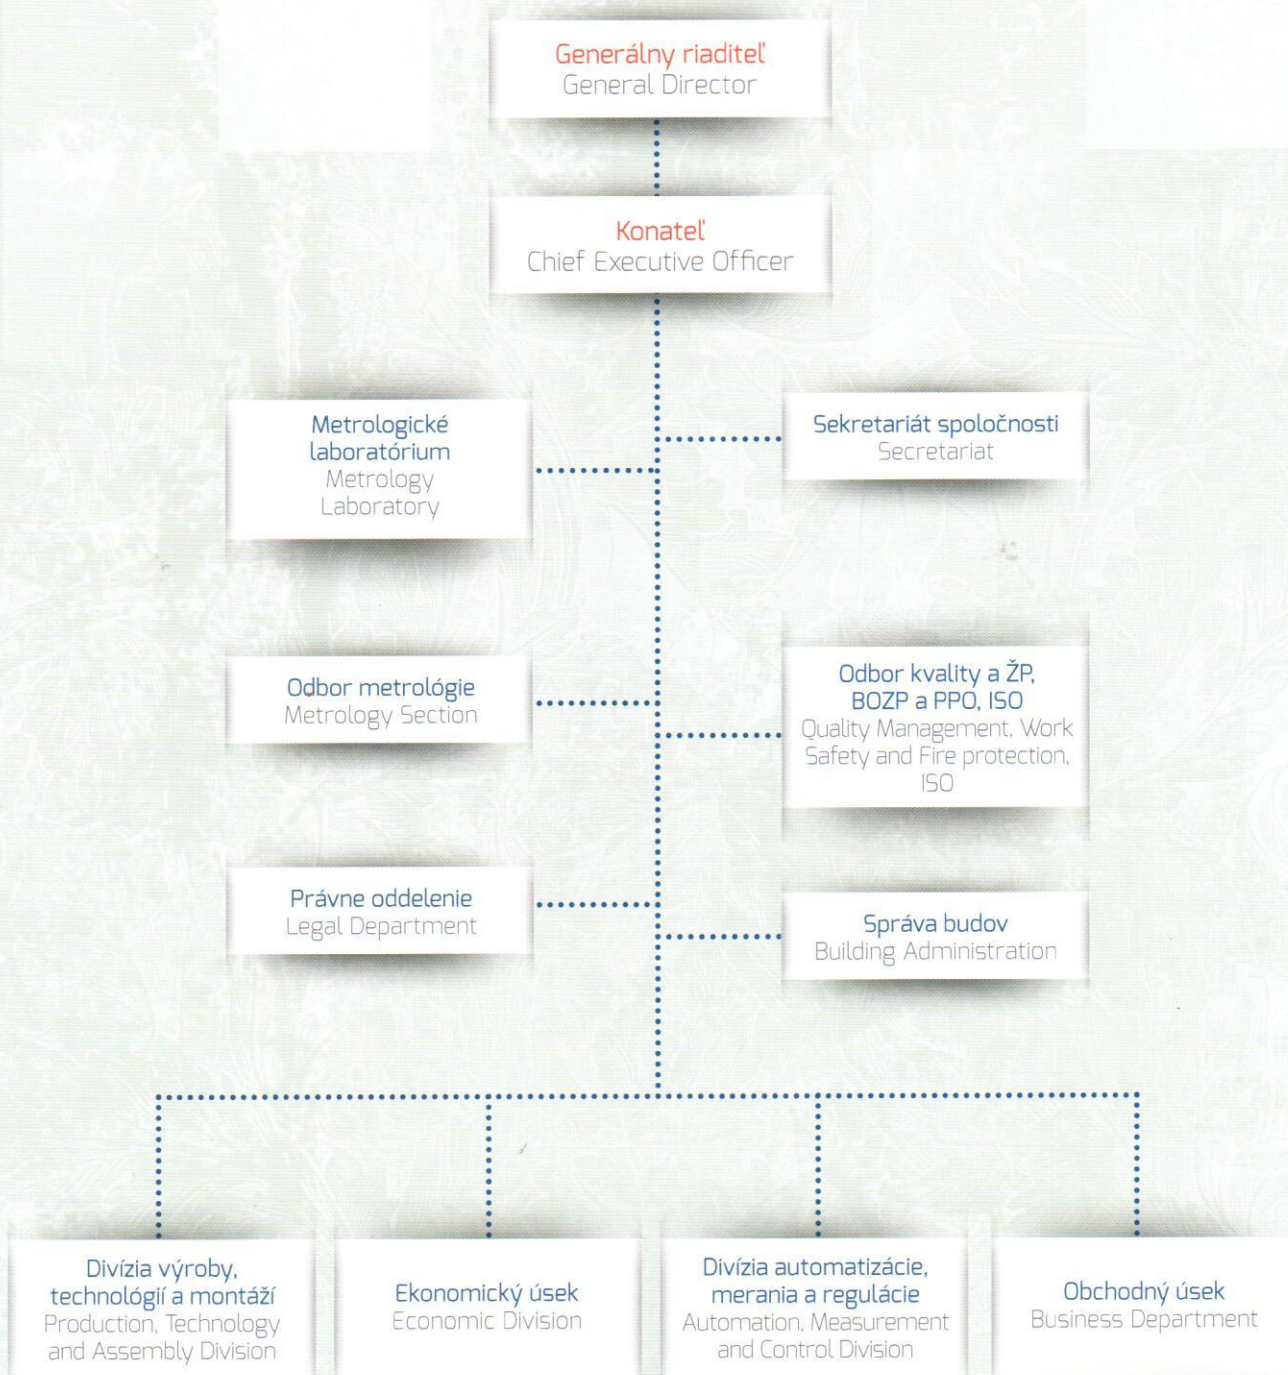 Generálny riaditeľ
General Director
Konateľ
Chief Executive Officer
Metrologické
laboratórium
Metrology
Laboratory
Sekretariát spoločnosti
Secretariat
Odbor metrológie
Metrology Section
Odbor kvality a ŽP,
BOZP a PPO, ISO
Quality Management, Work
Safety and Fire protection,
ISO
Právne oddelenie
Legal Department
Správa budov
Building Administration
Divízia výroby,
technológií a montáží
Production, Technology
and Assembly Division
Ekonomický úsek
Economic Division
Divízia automatizácie,
merania a regulácie
Automation, Measurement
and Control Division
Obchodný úsek
Business Department